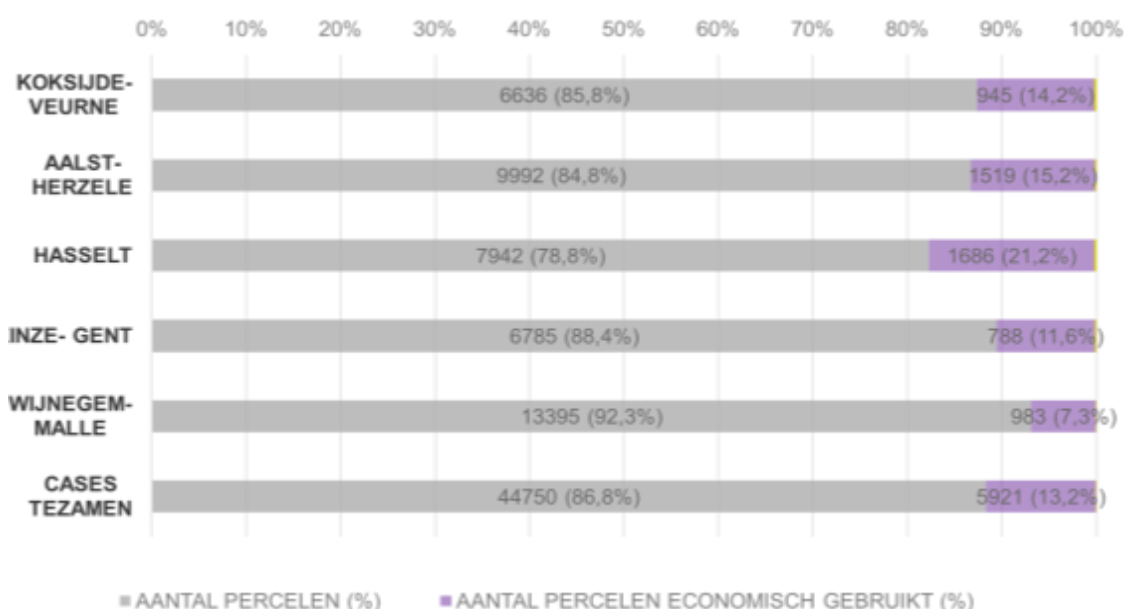 0% 10% 20% 30% 40% 50% 60% 70% 80% 90% 100%
KOKSIJDE-
VEURNE
6636 (85,8%) 945 (14,2%)
AALST-
HERZELE
9992 (84,8%) 1519 (15,2%)
HASSELT 7942 (78,8%) 1686 (21,2%)
INZE- GENT 6785 (88,4%) 788 (11,6%)
WIJNEGEM-
MALLE
13395 (92,3%) 983 (7,3%)
CASES
TEZAMEN
44750 (86,8%) 5921 (13,2%)
AANTAL PERCELEN (%) AANTAL PERCELEN ECONOMISCH GEBRUIKT (%)